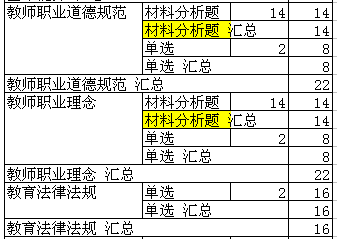 教师职业道德规范 材料分析题 14 14
材料分析题 汇总 14
单选 2 8
单选 汇总 8
教师职业道德规范 汇总 22
教师职业理念 材料分析题 14 14
材料分析题 汇总 14
单选 2 8
单选 汇总 8
教师职业理念 汇总 22
教育法律法规 单选 2 16
单选 汇总 16
教育法律法规 汇总 16